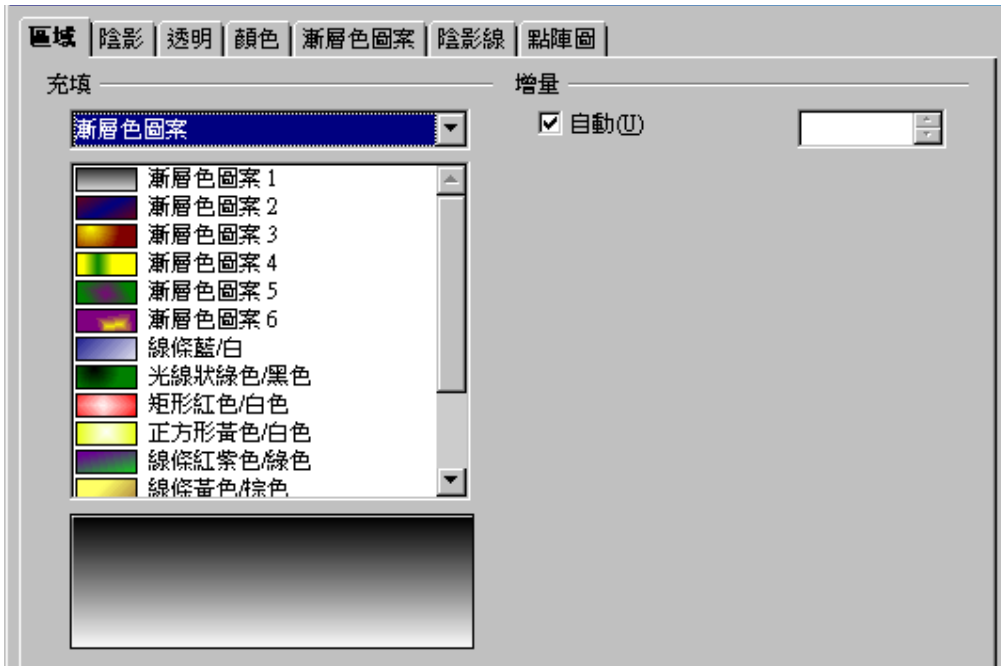 區域 陰影 透明 顏色 漸層色圖案 陰影線 點陣圖
充填 增量
漸層色圖案 自動(U)
漸層色圖案 1
漸層色圖案 2
漸層色圖案 3
漸層色圖案 4
漸層色圖案 5
漸層色圖案 6
線條藍/白
光線狀綠色/黑色
矩形紅色/白色
正方形黃色/白色
線條紅紫色/綠色
線條黃色/棕色